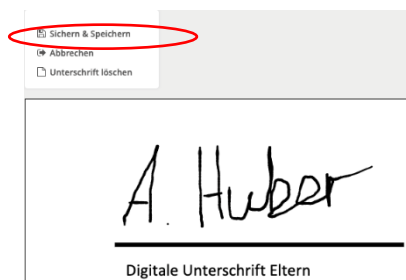 Sichern & Speichern
Abbrechen
Unterschrift löschen
A. Huber
Digitale Unterschrift Eltern